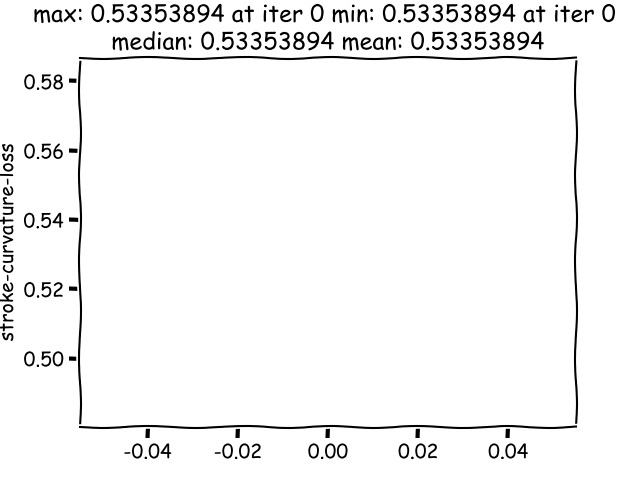 max: 0.53353894 at iter 0 min: 0.53353894 at iter 0
median: 0.53353894 mean: 0.53353894
0.58
0.56
0.54
0.52
0.50
stroke-curvature-loss
-0.04 -0.02 0.00 0.02 0.04